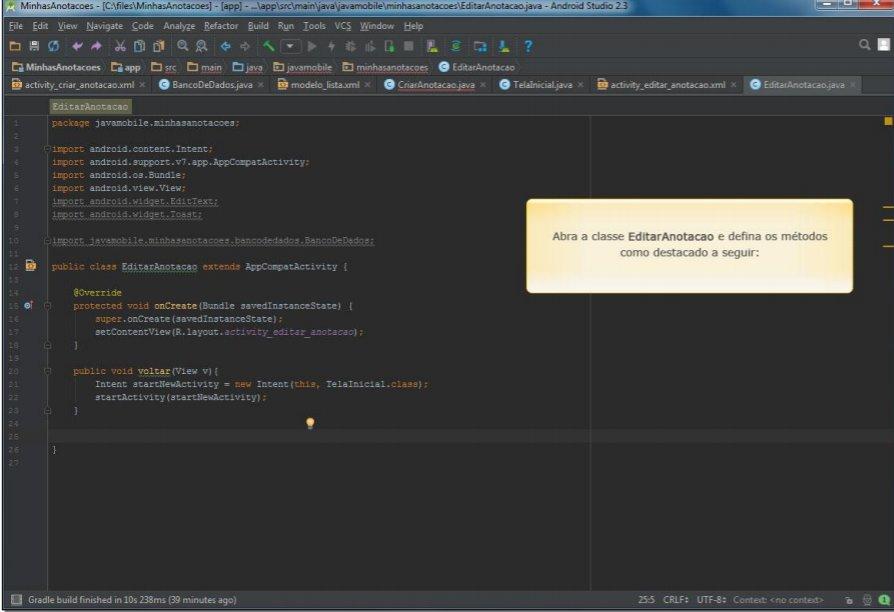 MinhasAnotacoes - [C:\files\MinhasAnotacoes] - [app] - ...\app\src\main\java\javamobile\minhasanotacoes\EditarAnotacao.java - Android Studio 2.3
File Edit View Navigate Code Analyze Refactor Build Run Tools VCS Window Help
MinhasAnotacoes app src main java javamobile minhasanotacoes EditarAnotacao
activity_criar_anotacao.xml BancoDeDados.java modelo_lista.xml CriarAnotacao.java TelaInicial.java activity_editar_anotacao.xml EditarAnotacao.java
EditarAnotacao
1 package javamobile.minhasanotacoes;
2
3 import android.content.Intent;
4 import android.support.v7.app.AppCompatActivity;
5 import android.os.Bundle;
6 import android.view.View;
7 import android.widget.EditText;
8 import android.widget.Toast;
9
10 import javamobile.minhasanotacoes.bancodedados.BancoDeDados;
11
12 public class EditarAnotacao extends AppCompatActivity {
13
14 @Override
15 protected void onCreate(Bundle savedInstanceState) {
16 super.onCreate(savedInstanceState);
17 setContentView(R.layout.activity_editar_anotacao);
18 }
19
20 public void voltar(View v){
21 Intent startNewActivity = new Intent(this, TelaInicial.class);
22 startActivity(startNewActivity);
23 }
24
25
26 }
27
Abra a classe EditarAnotacao e defina os métodos
como destacado a seguir:
Gradle build finished in 10s 238ms (39 minutes ago) 25:5 CRLF UTF-8 Context: <no context> 1